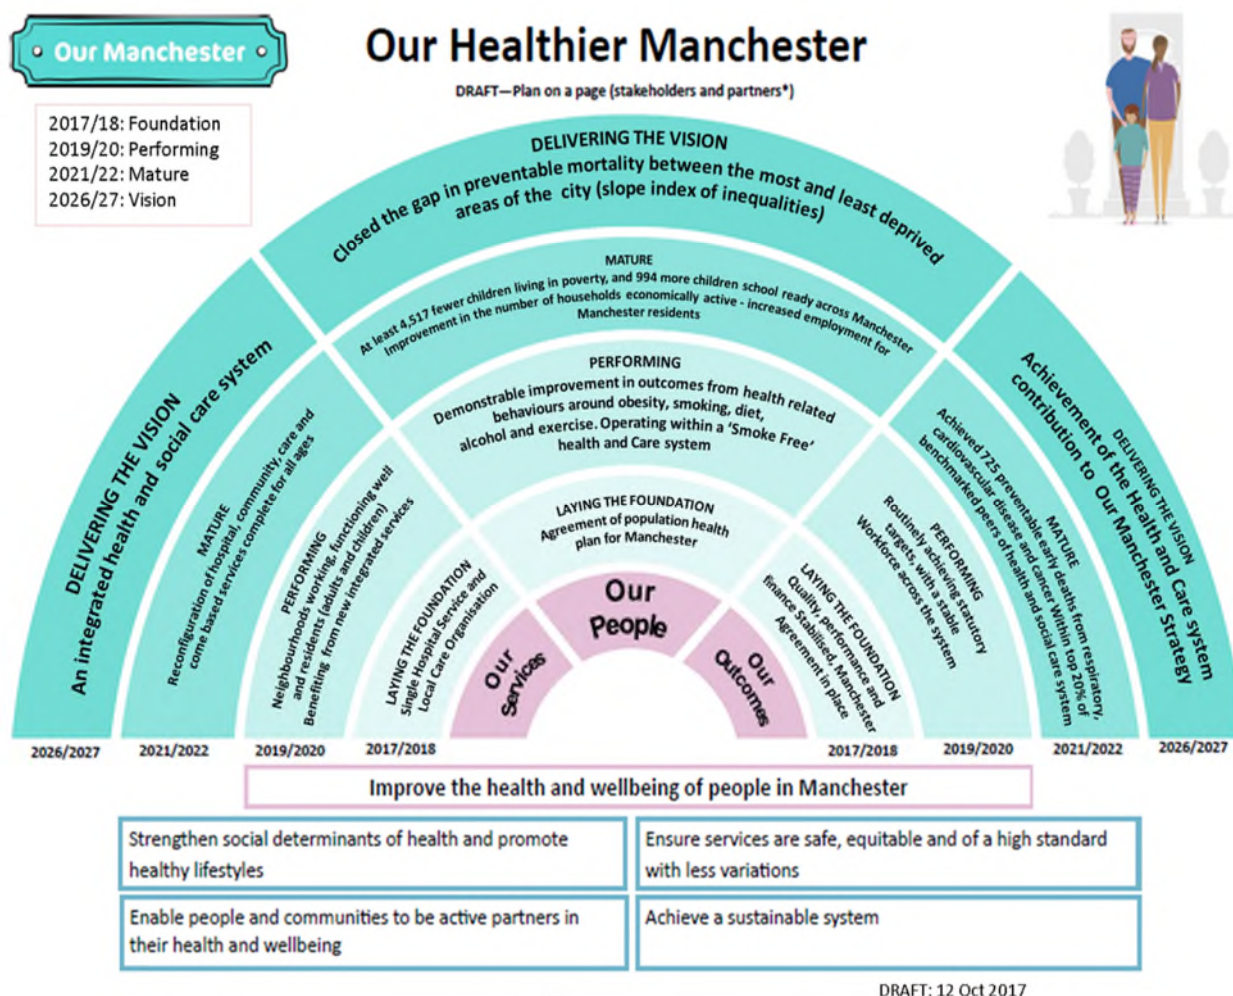 Our Manchester
Our Healthier Manchester
DRAFT—Plan on a page (stakeholders and partners*)
2017/18: Foundation
2019/20: Performing
2021/22: Mature
2026/27: Vision
DELIVERING THE VISION
Closed the gap in preventable mortality between the most and least deprived
areas of the city (slope index of inequalities)
MATURE
At least 4,517 fewer children living in poverty, and 994 more children school ready across Manchester
Improvement in the number of households economically active - increased employment for
Manchester residents
PERFORMING
Demonstrable improvement in outcomes from health related
behaviours around obesity, smoking, diet,
alcohol and exercise. Operating within a ‘Smoke Free’
health and Care system
LAYING THE FOUNDATION
Agreement of population health
plan for Manchester
Our
People
DELIVERING THE VISION
An integrated health and social care system
MATURE
Reconfiguration of hospital, community, care and
come based services complete for all ages
PERFORMING
Neighbourhoods working, functioning well
and residents (adults and children)
Benefiting from new integrated services
LAYING THE FOUNDATION
Single Hospital Service and
Local Care Organisation
Our
Services
Our
Outcomes
LAYING THE FOUNDATION
Quality, performance and
finance Stabilised, Manchester
Agreement in place
PERFORMING
Routinely achieving statutory
targets, with a stable
Workforce across the system
MATURE
Achieved 725 preventable early deaths from respiratory,
cardiovascular disease and cancer Within top 20% of
benchmarked peers of health and social care system
DELIVERING THE VISION
Achievement of the Health and Care system
contribution to Our Manchester Strategy
2026/2027
2021/2022
2019/2020
2017/2018
2017/2018
2019/2020
2021/2022
2026/2027
Improve the health and wellbeing of people in Manchester
Strengthen social determinants of health and promote
healthy lifestyles
Ensure services are safe, equitable and of a high standard
with less variations
Enable people and communities to be active partners in
their health and wellbeing
Achieve a sustainable system
DRAFT: 12 Oct 2017